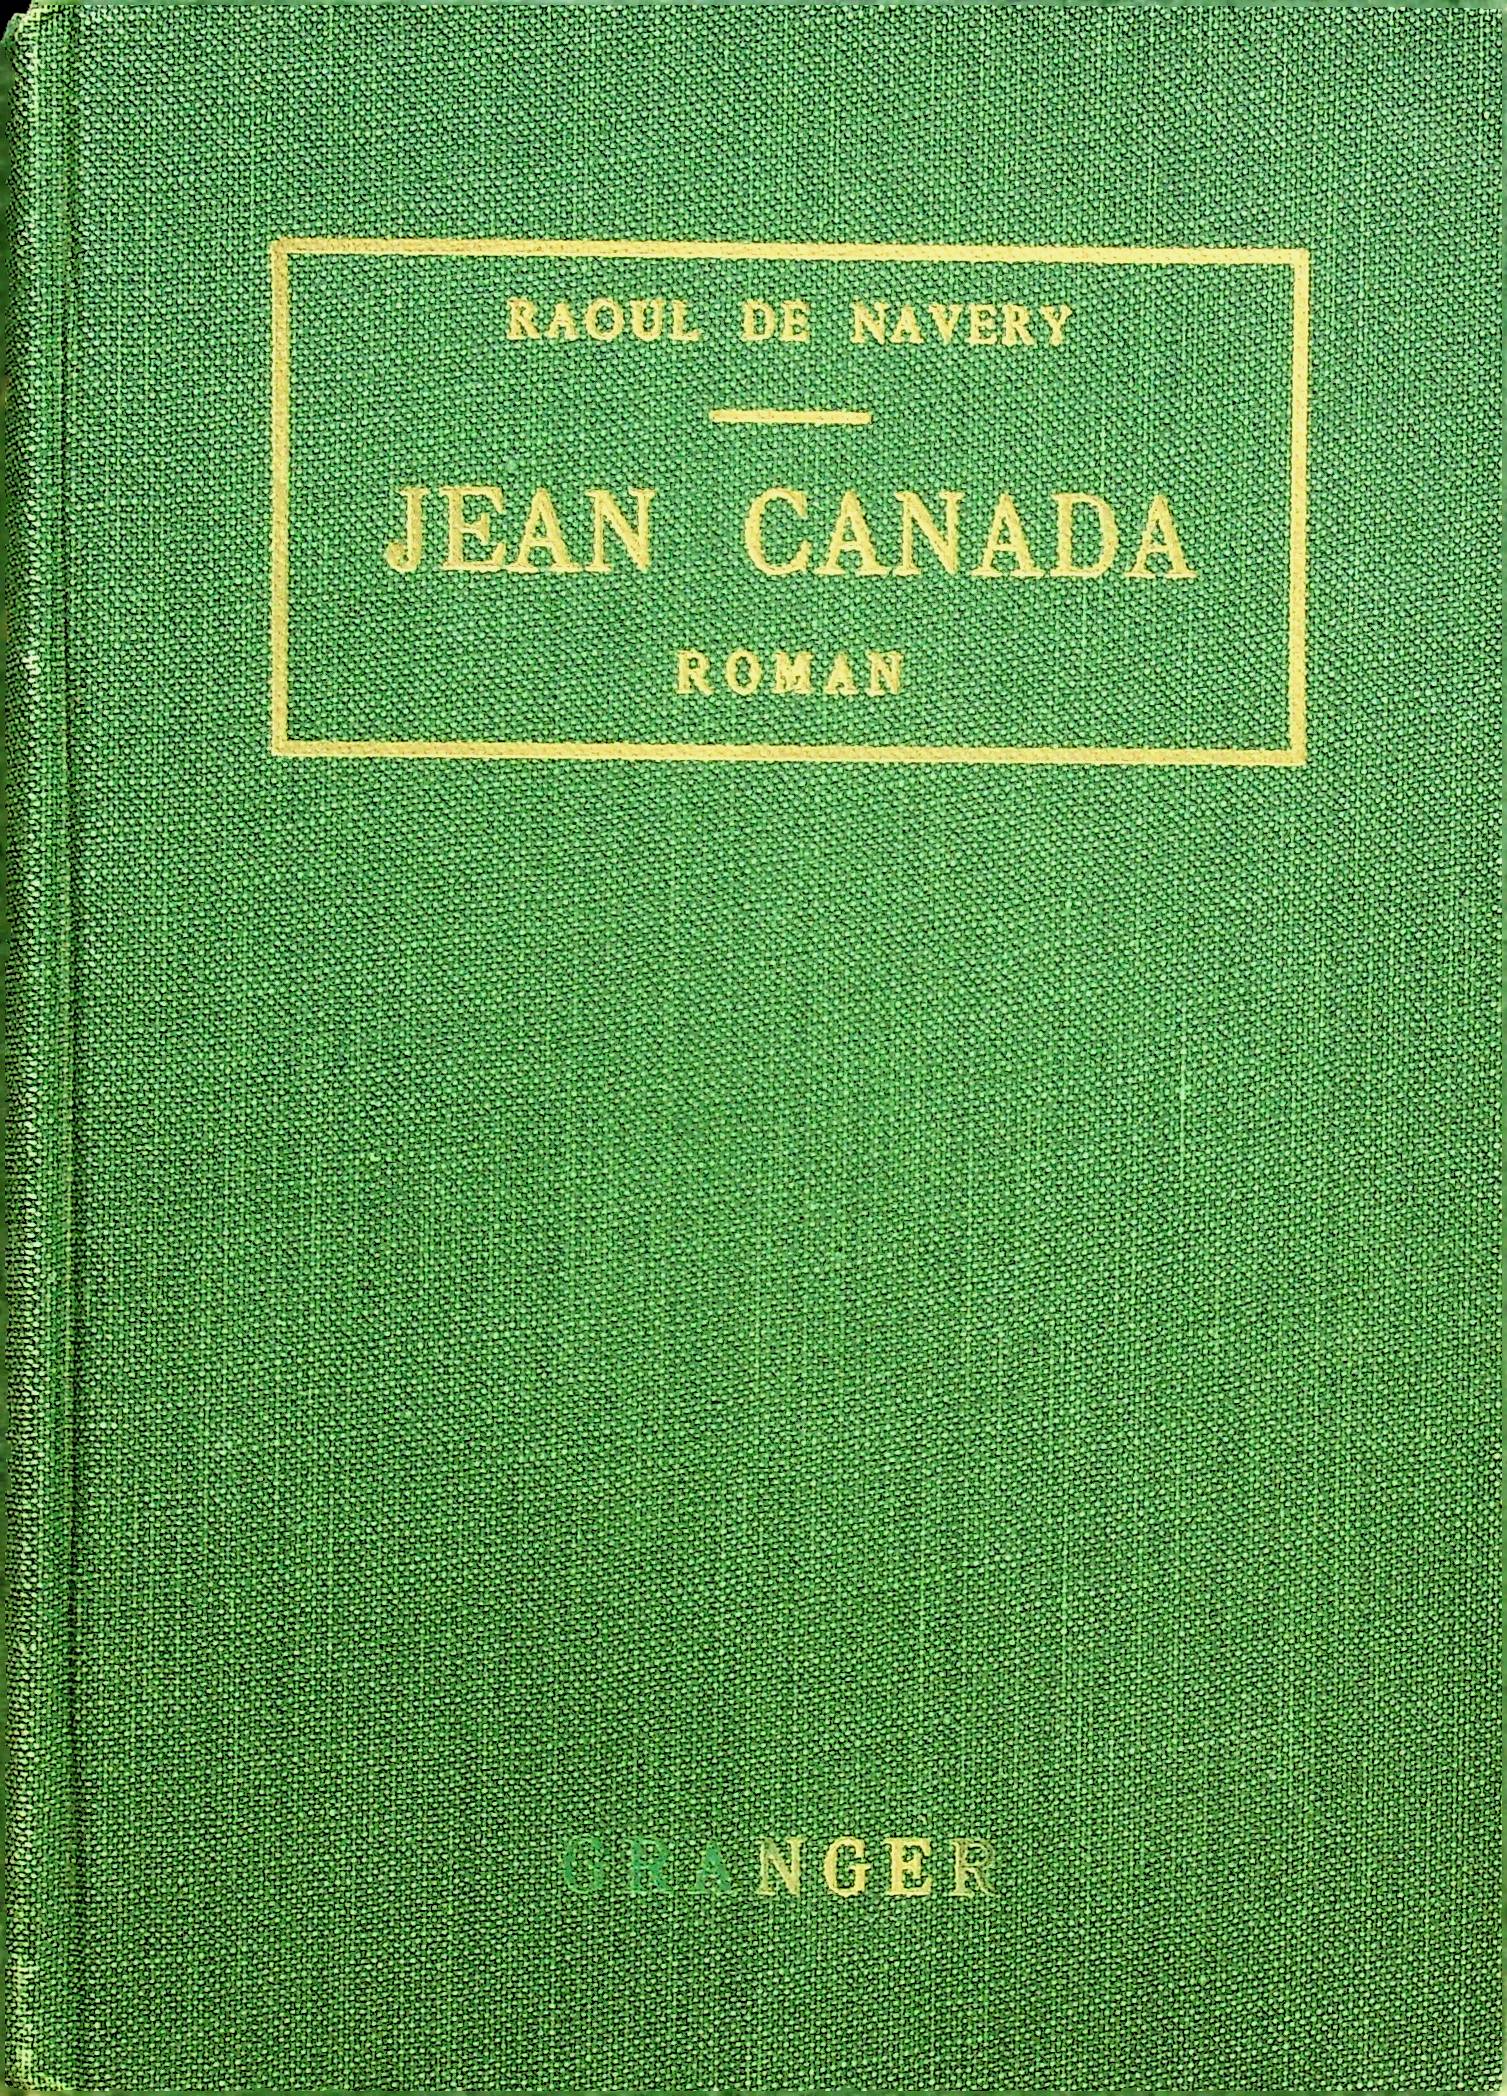 RAOUL DE NAVERY
JEAN CANADA
ROMAN
GRANGER